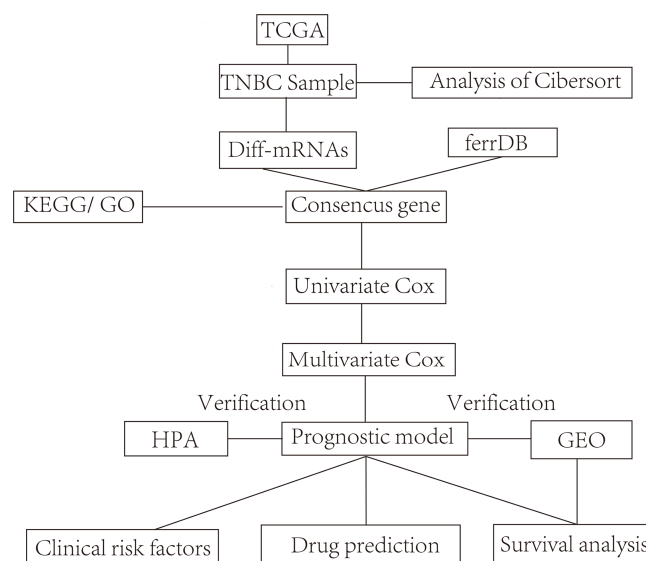 TCGA
TNBC Sample
Analysis of Cibersort
Diff-mRNAs
ferrDB
KEGG/ GO
Consencus gene
Univariate Cox
Multivariate Cox
Verification
Verification
HPA
Prognostic model
GEO
Clinical risk factors
Drug prediction
Survival analysis